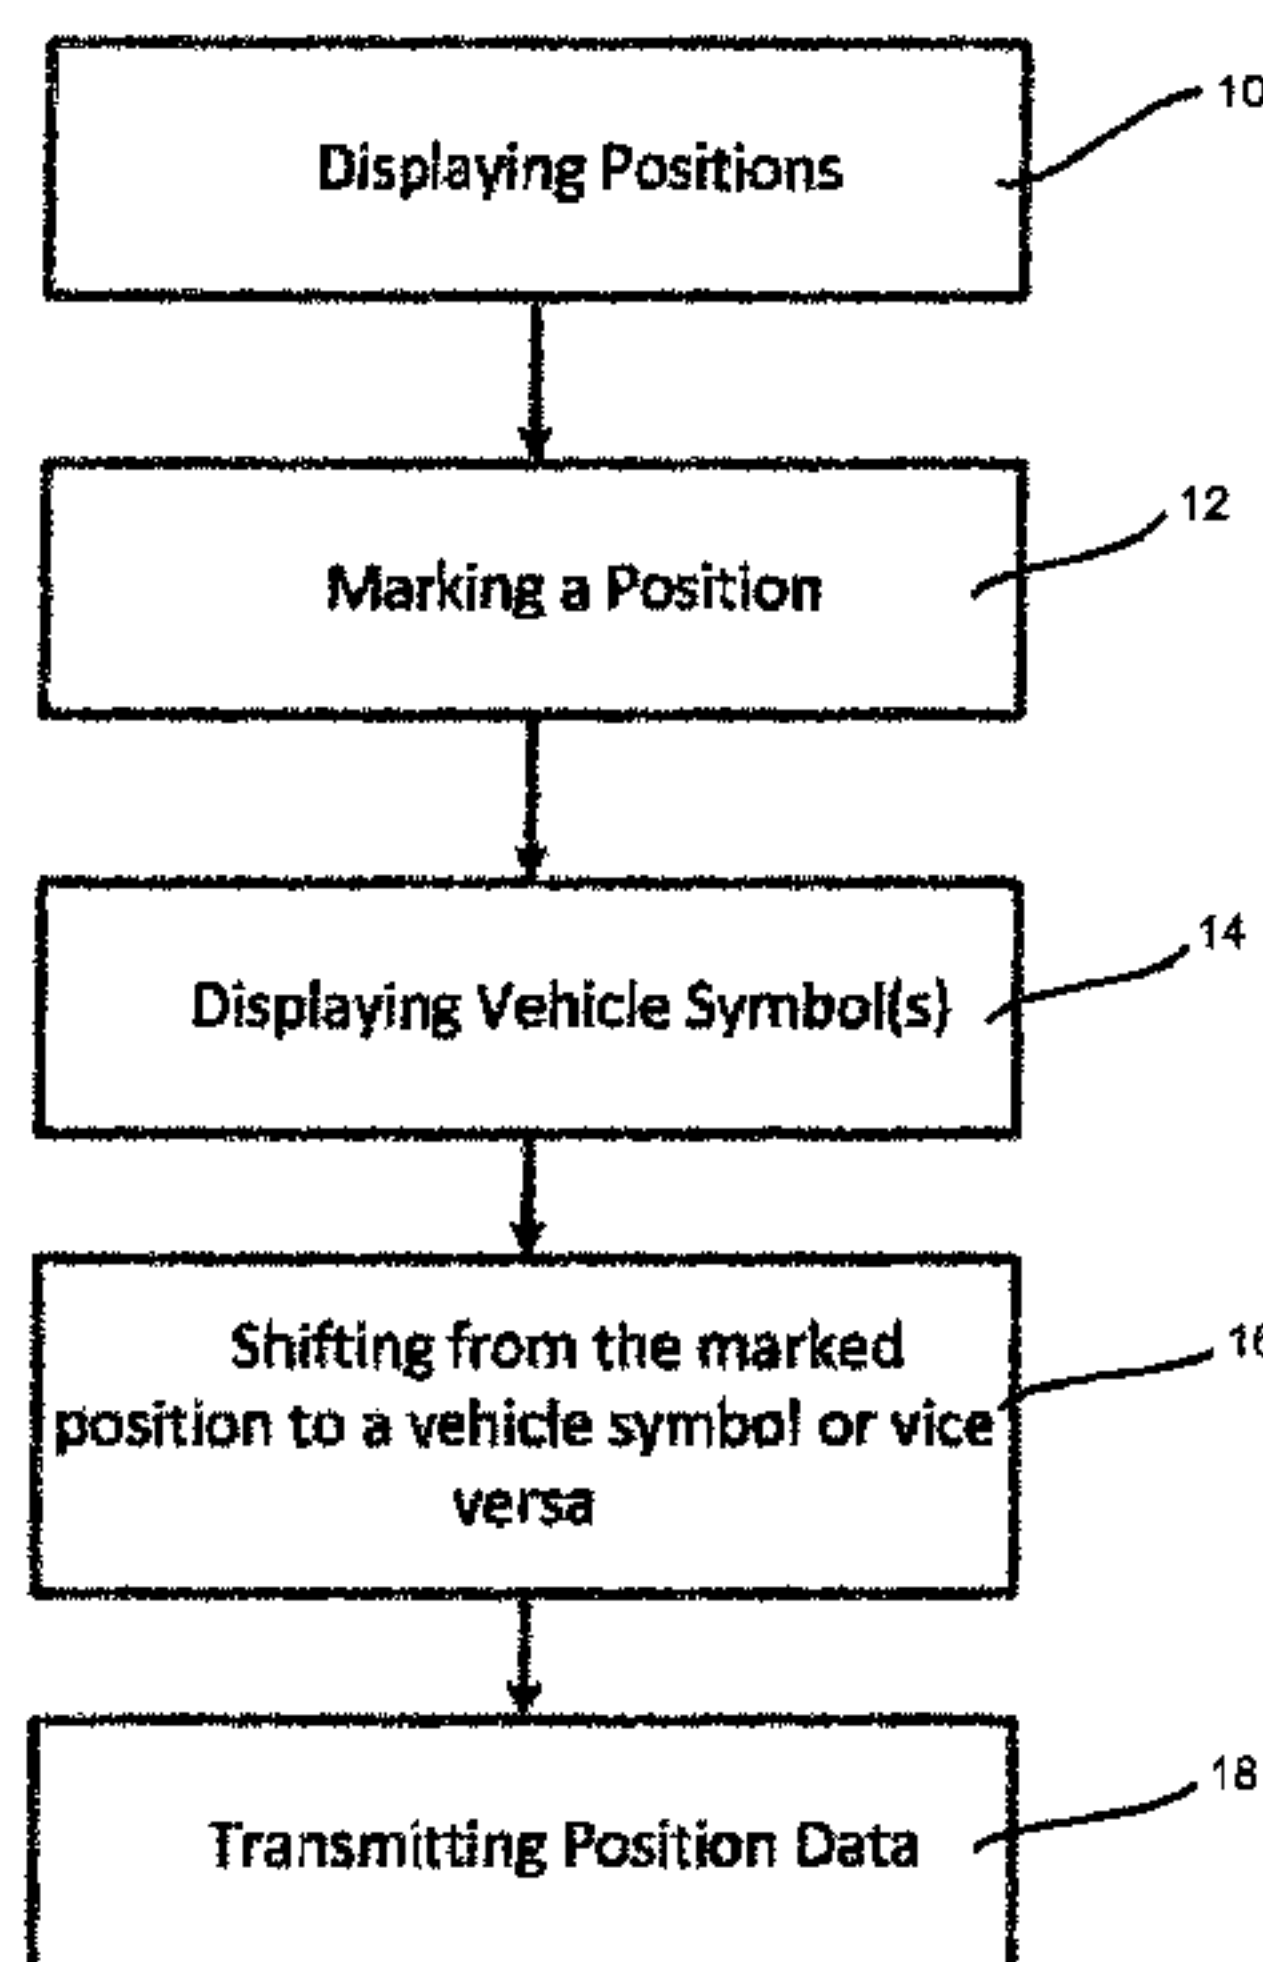 Displaying Positions
10
Marking a Position
12
Displaying Vehicle Symbol(s)
14
Shifting from the marked
position to a vehicle symbol or vice
versa
16
Transmitting Position Data
18